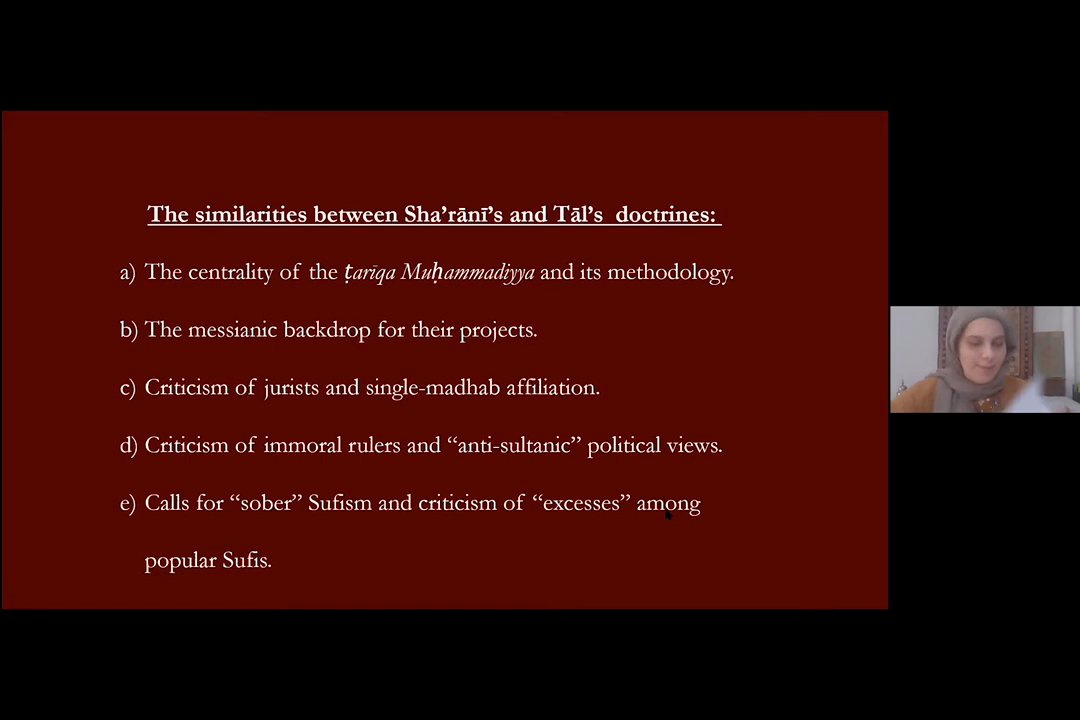 The similarities between Sha’rānī’s and Tāl’s doctrines:
a) The centrality of the ṭarīqa Muḥammadiyya and its methodology.
b) The messianic backdrop for their projects.
c) Criticism of jurists and single-madhab affiliation.
d) Criticism of immoral rulers and “anti-sultanic” political views.
e) Calls for “sober” Sufism and criticism of “excesses” among
popular Sufis.